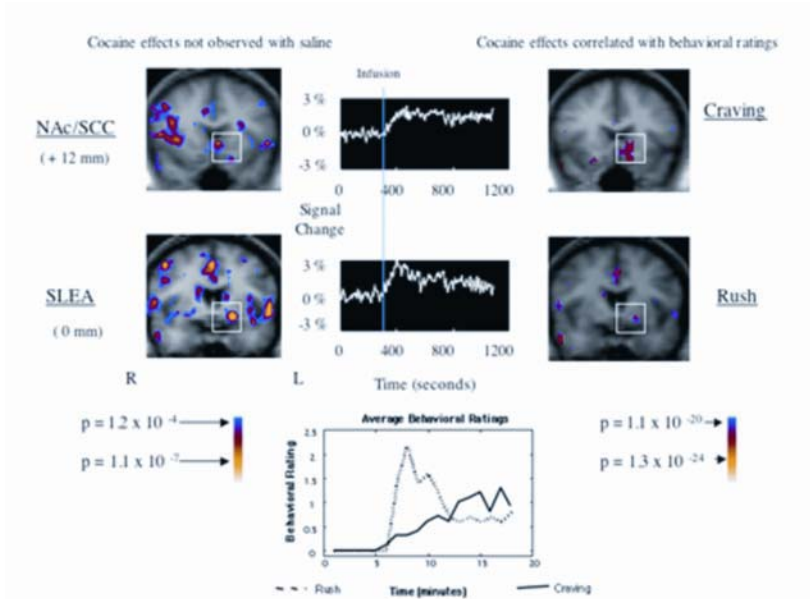 Cocaine effects not observed with saline
Cocaine effects correlated with behavioral ratings
Infusion
NAc/SCC
(+ 12 mm)
3 %
0 %
-3 %
0 400 800 1200
Craving
Signal
Change
SLEA
( 0 mm)
3 %
0 %
-3 %
0 400 800 1200
Rush
R
L
Time (seconds)
p = 1.2 x 10 -4
p = 1.1 x 10 -7
p = 1.1 x 10 -20
p = 1.3 x 10 -24
Average Behavioral Ratings
Behavioral Rating
2.5
2
1.5
1
0.5
0
0 5 10 15 20
Rush
Time (minutes)
Craving